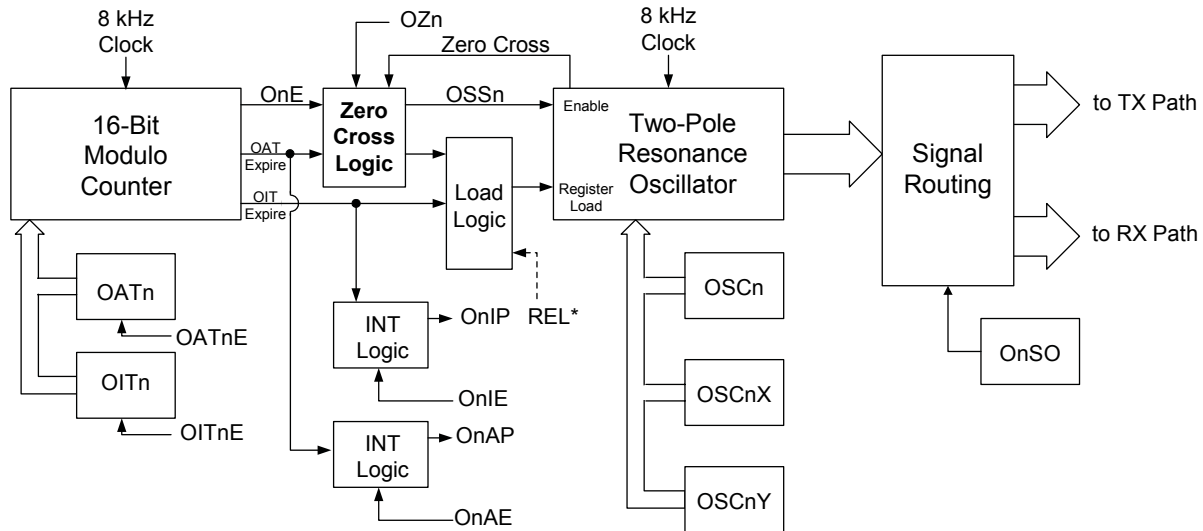 8 kHz
Clock
OZn
8 kHz
Clock
Zero Cross
OnE
OSSn
Enable
16-Bit
Modulo
Counter
Zero
Cross
Logic
Two-Pole
Resonance
Oscillator
Signal
Routing
to TX Path
OAT
Expire
OIT
Expire
Load
Logic
Register
Load
to RX Path
OATn
OATnE
OITn
OITnE
INT
Logic
OnIP
REL*
OnIE
INT
Logic
OnAP
OnAE
OSCn
OSCnX
OSCnY
OnSO